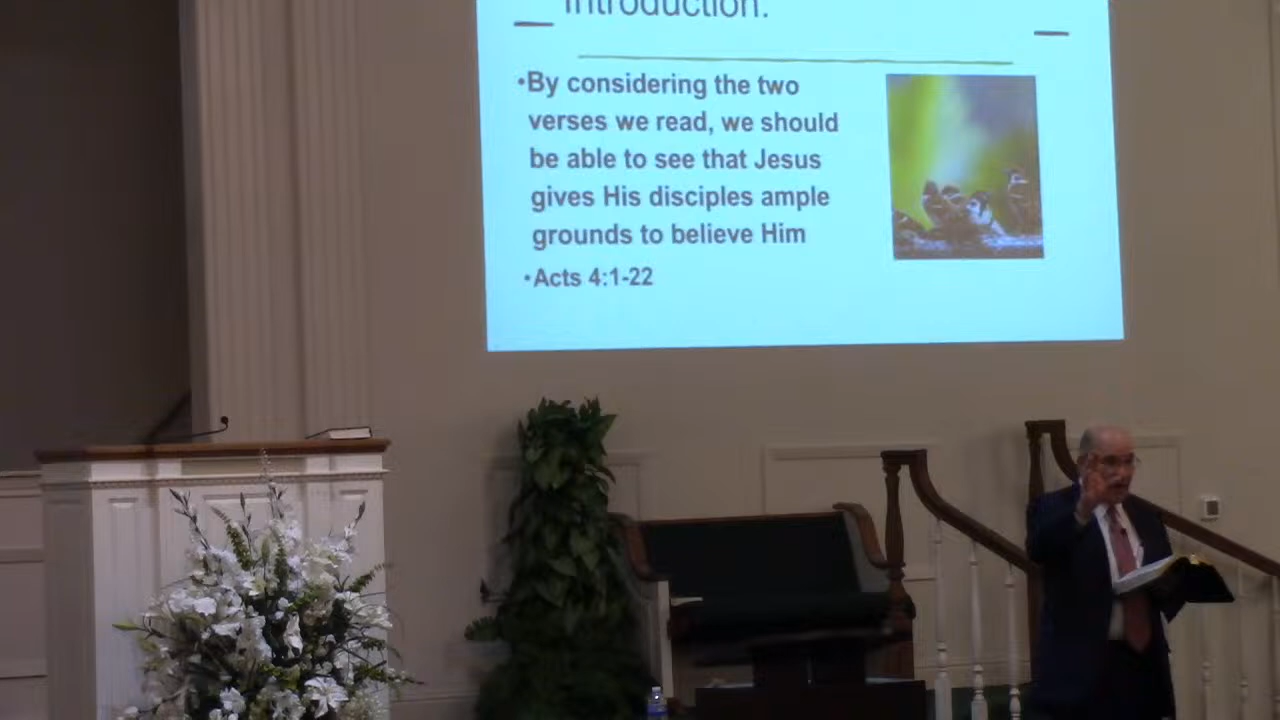 Introduction:
•By considering the two
verses we read, we should
be able to see that Jesus
gives His disciples ample
grounds to believe Him
•Acts 4:1-22